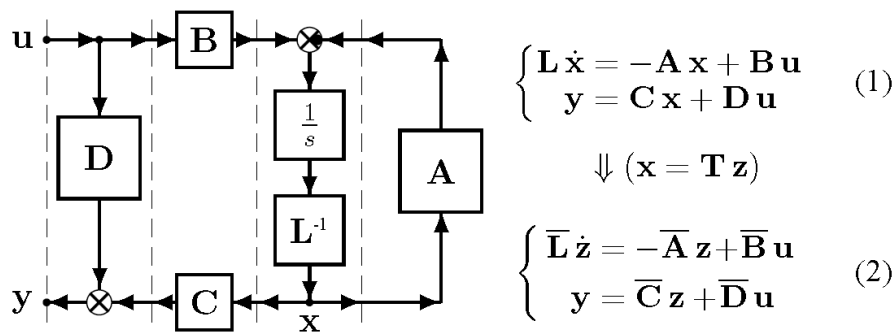 u B
1/s
D A
L⁻¹
y C
x
{ L ẋ = −A x + B u (1)
y = C x + D u
⇓ (x = T z)
{ L̅ ż = −A̅ z + B̅ u (2)
y = C̅ z + D̅ u